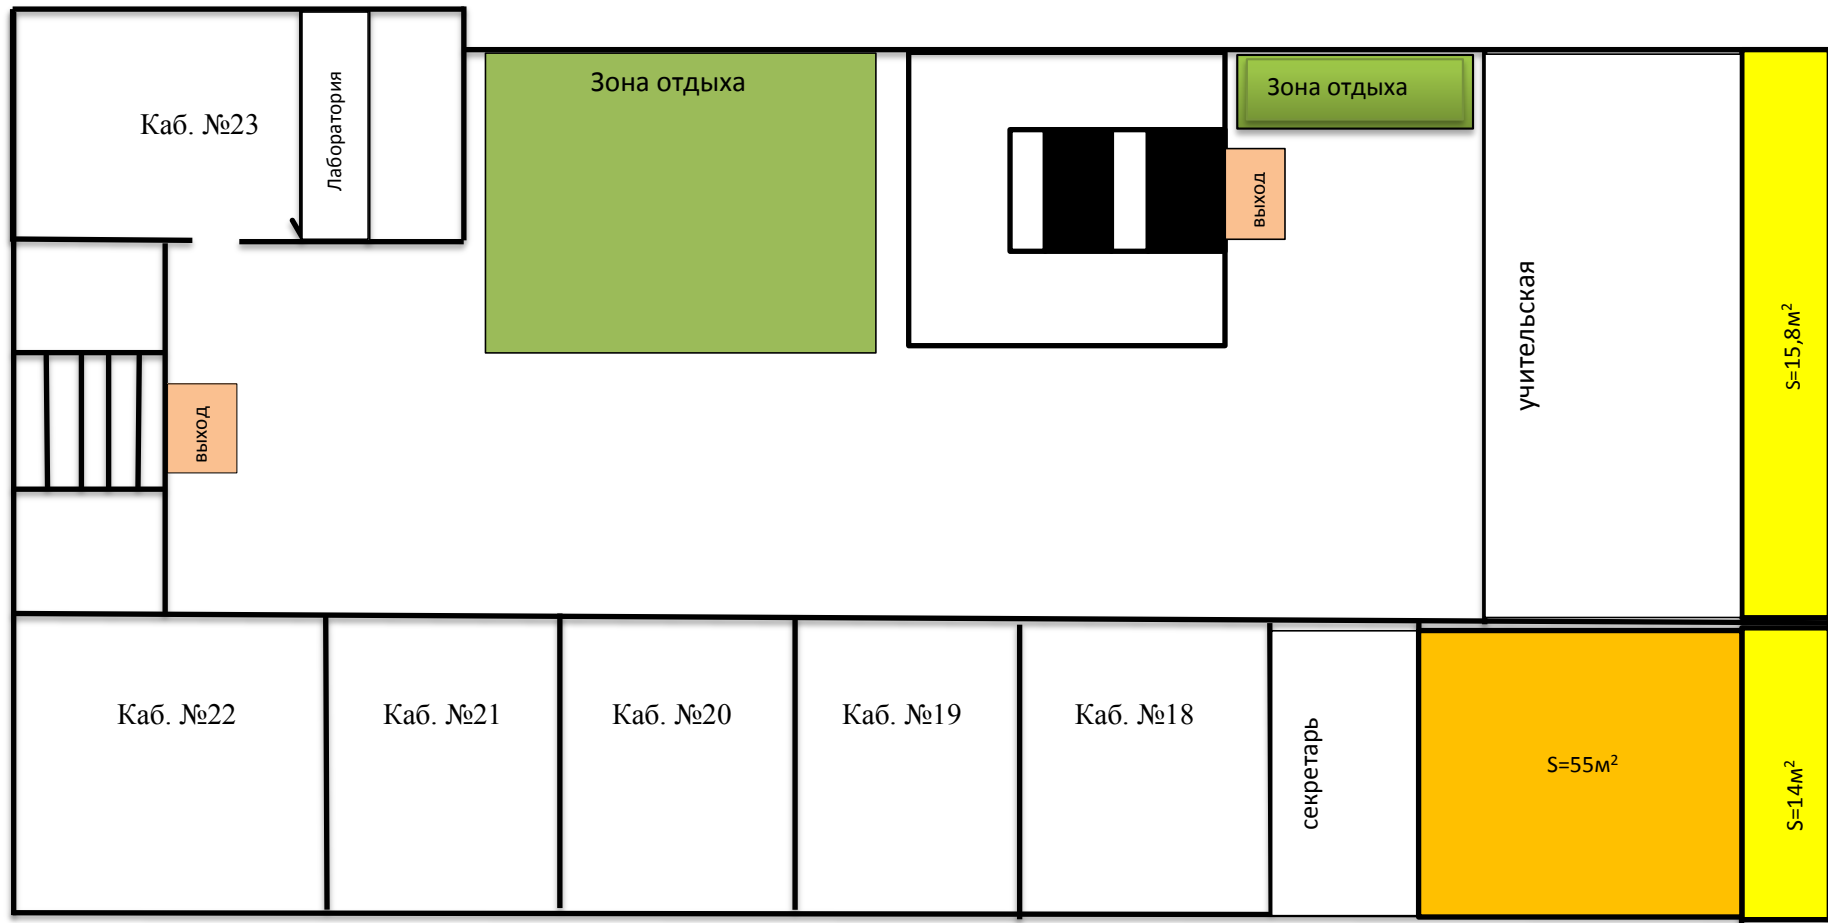 Зона отдыха
Зона отдыха
Каб. №23
Лаборатория
выход
учительская
S=15,8м²
выход
Каб. №22
Каб. №21
Каб. №20
Каб. №19
Каб. №18
секретарь
S=55м²
S=14м²